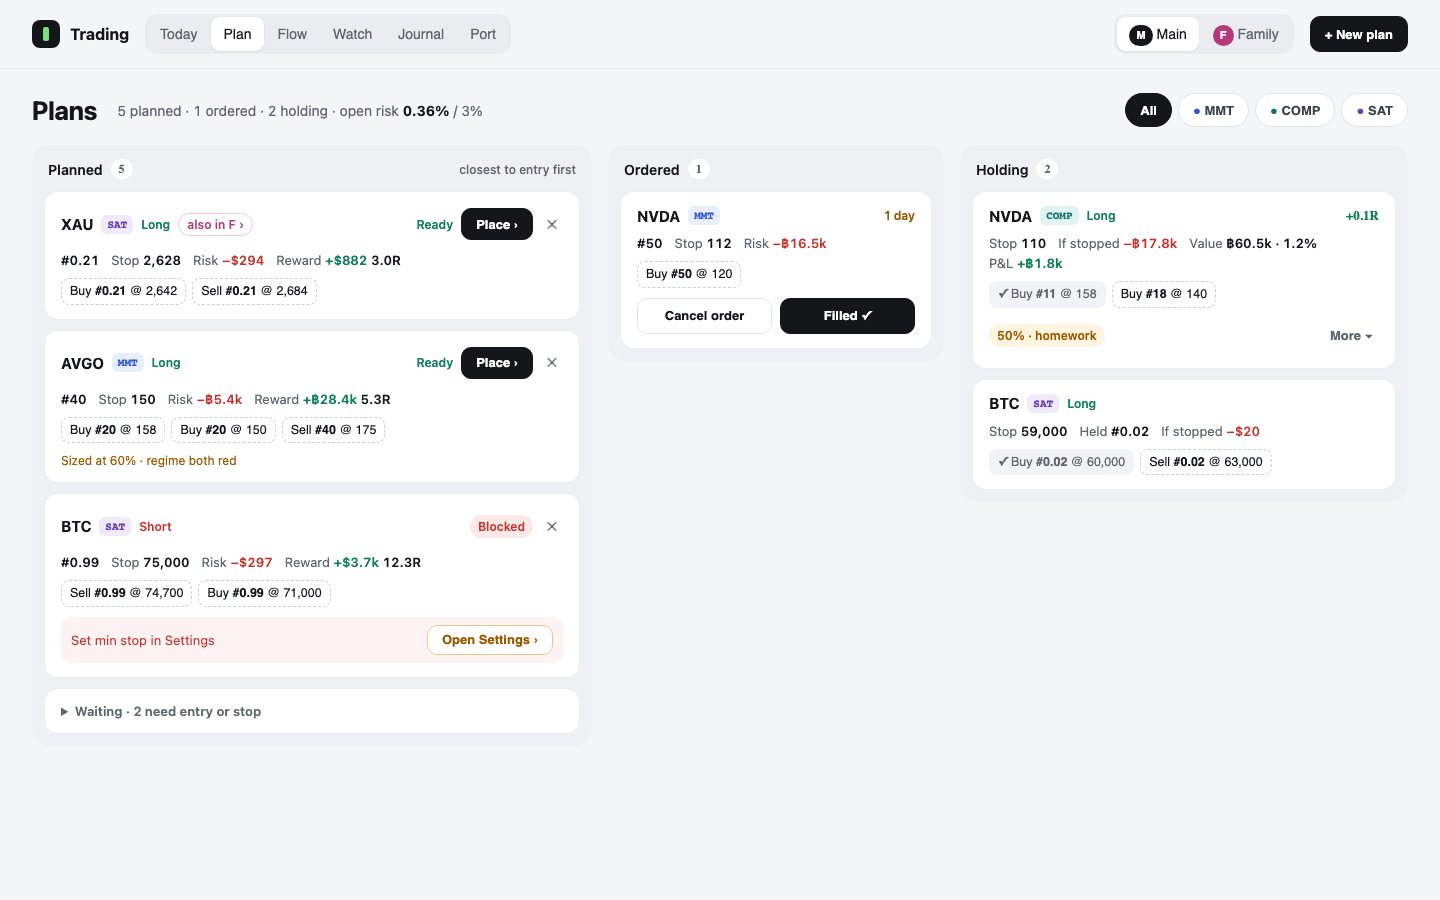 Trading
Today Plan Flow Watch Journal Port
M Main F Family
+ New plan
Plans 5 planned · 1 ordered · 2 holding · open risk 0.36% / 3%
All • MMT • COMP • SAT
Planned 5 closest to entry first
XAU SAT Long also in F › Ready Place › ✕
#0.21 Stop 2,628 Risk −$294 Reward +$882 3.0R
Buy #0.21 @ 2,642 Sell #0.21 @ 2,684
AVGO MMT Long Ready Place › ✕
#40 Stop 150 Risk −฿5.4k Reward +฿28.4k 5.3R
Buy #20 @ 158 Buy #20 @ 150 Sell #40 @ 175
Sized at 60% · regime both red
BTC SAT Short Blocked ✕
#0.99 Stop 75,000 Risk −$297 Reward +$3.7k 12.3R
Sell #0.99 @ 74,700 Buy #0.99 @ 71,000
Set min stop in Settings Open Settings ›
▶ Waiting · 2 need entry or stop
Ordered 1
NVDA MMT 1 day
#50 Stop 112 Risk −฿16.5k
Buy #50 @ 120
Cancel order Filled ✓
Holding 2
NVDA COMP Long +0.1R
Stop 110 If stopped −฿17.8k Value ฿60.5k · 1.2%
P&L +฿1.8k
✓ Buy #11 @ 158 Buy #18 @ 140
50% · homework More ▾
BTC SAT Long
Stop 59,000 Held #0.02 If stopped −$20
✓ Buy #0.02 @ 60,000 Sell #0.02 @ 63,000